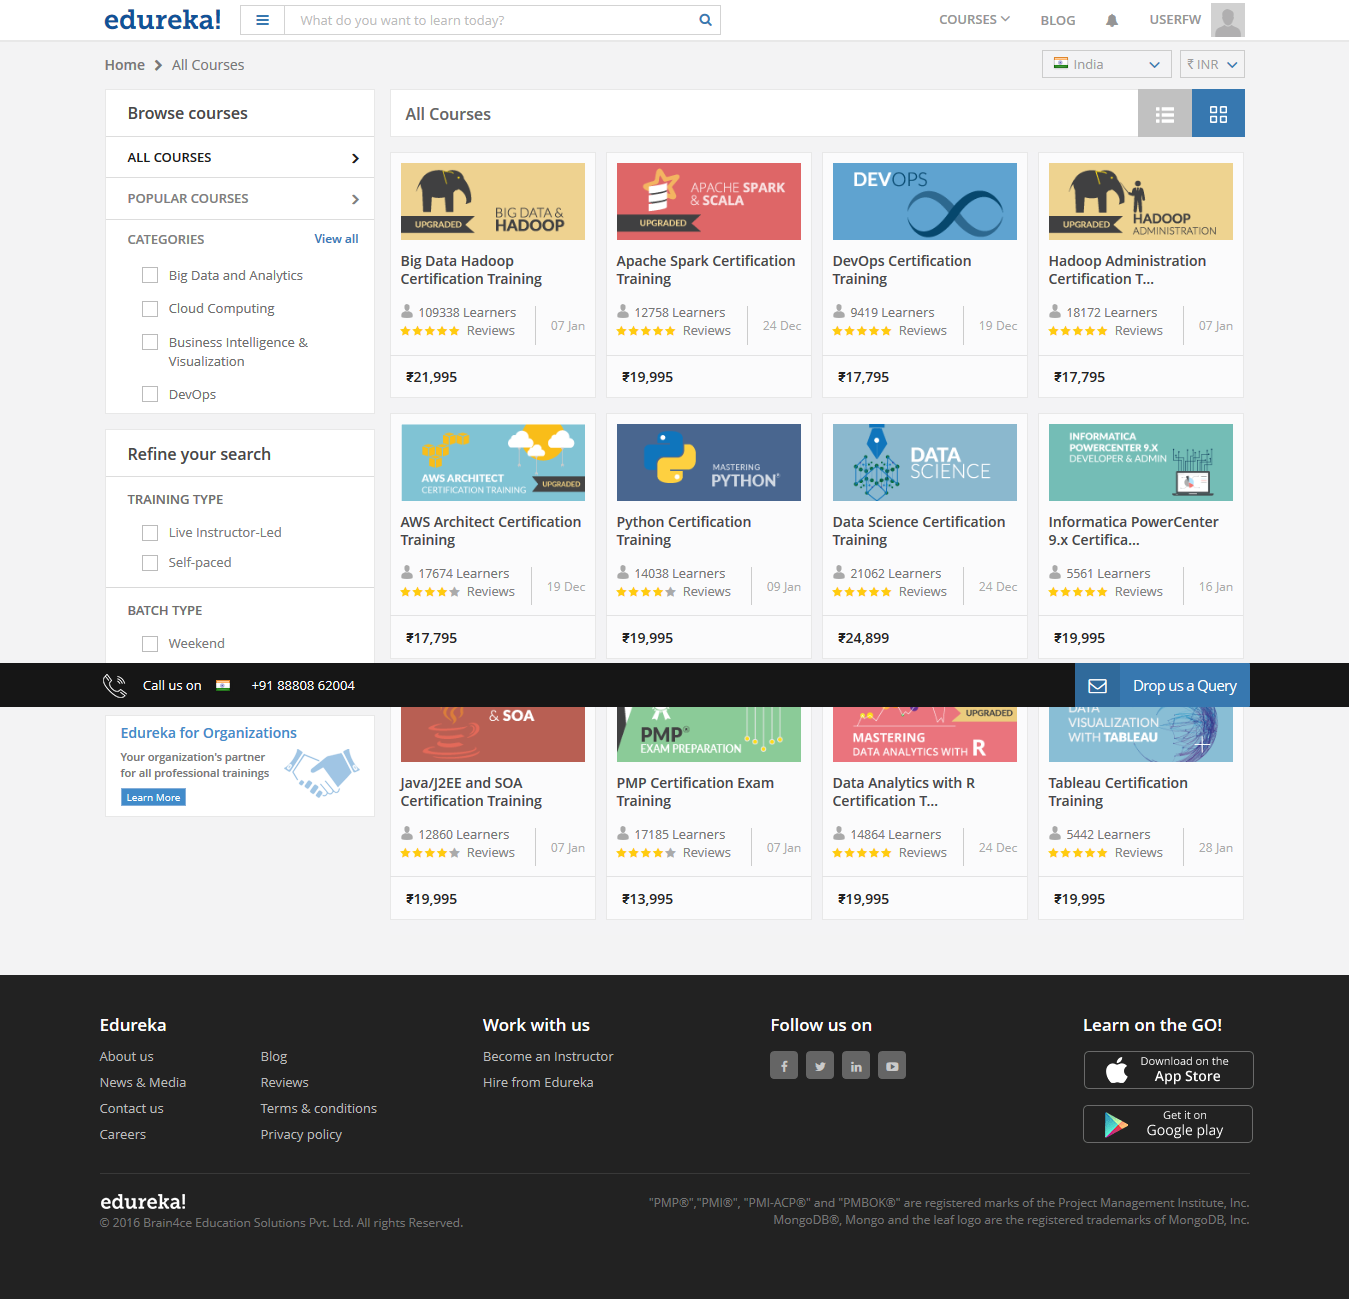 edureka!
What do you want to learn today?
COURSES
BLOG
USERFW
Home
All Courses
India
₹ INR
Browse courses
ALL COURSES
POPULAR COURSES
CATEGORIES
View all
Big Data and Analytics
Cloud Computing
Business Intelligence &
Visualization
DevOps
Refine your search
TRAINING TYPE
Live Instructor-Led
Self-paced
BATCH TYPE
Weekend
All Courses
BIG DATA &
HADOOP
UPGRADED
Big Data Hadoop
Certification Training
109338 Learners
Reviews
07 Jan
₹21,995
APACHE SPARK
& SCALA
UPGRADED
Apache Spark Certification
Training
12758 Learners
Reviews
24 Dec
₹19,995
DEVOPS
DevOps Certification
Training
9419 Learners
Reviews
19 Dec
₹17,795
HADOOP
ADMINISTRATION
UPGRADED
Hadoop Administration
Certification T...
18172 Learners
Reviews
07 Jan
₹17,795
AWS ARCHITECT
CERTIFICATION TRAINING
UPGRADED
AWS Architect Certification
Training
17674 Learners
Reviews
19 Dec
₹17,795
MASTERING
PYTHON®
Python Certification
Training
14038 Learners
Reviews
09 Jan
₹19,995
DATA
SCIENCE
Data Science Certification
Training
21062 Learners
Reviews
24 Dec
₹24,899
INFORMATICA
POWERCENTER 9.X
DEVELOPER & ADMIN
Informatica PowerCenter
9.x Certifica...
5561 Learners
Reviews
16 Jan
₹19,995
Call us on
+91 88808 62004
Drop us a Query
Edureka for Organizations
Your organization's partner
for all professional trainings
Learn More
& SOA
Java/J2EE and SOA
Certification Training
12860 Learners
Reviews
07 Jan
₹19,995
PMP®
EXAM PREPARATION
PMP Certification Exam
Training
17185 Learners
Reviews
07 Jan
₹13,995
UPGRADED
MASTERING
DATA ANALYTICS WITH R
Data Analytics with R
Certification T...
14864 Learners
Reviews
24 Dec
₹19,995
DATA
VISUALIZATION
WITH TABLEAU
Tableau Certification
Training
5442 Learners
Reviews
28 Jan
₹19,995
Edureka
About us
News & Media
Contact us
Careers
Blog
Reviews
Terms & conditions
Privacy policy
Work with us
Become an Instructor
Hire from Edureka
Follow us on
Learn on the GO!
Download on the
App Store
Get it on
Google play
edureka!
© 2016 Brain4ce Education Solutions Pvt. Ltd. All rights Reserved.
"PMP®","PMI®", "PMI-ACP®" and "PMBOK®" are registered marks of the Project Management Institute, Inc.
MongoDB®, Mongo and the leaf logo are the registered trademarks of MongoDB, Inc.